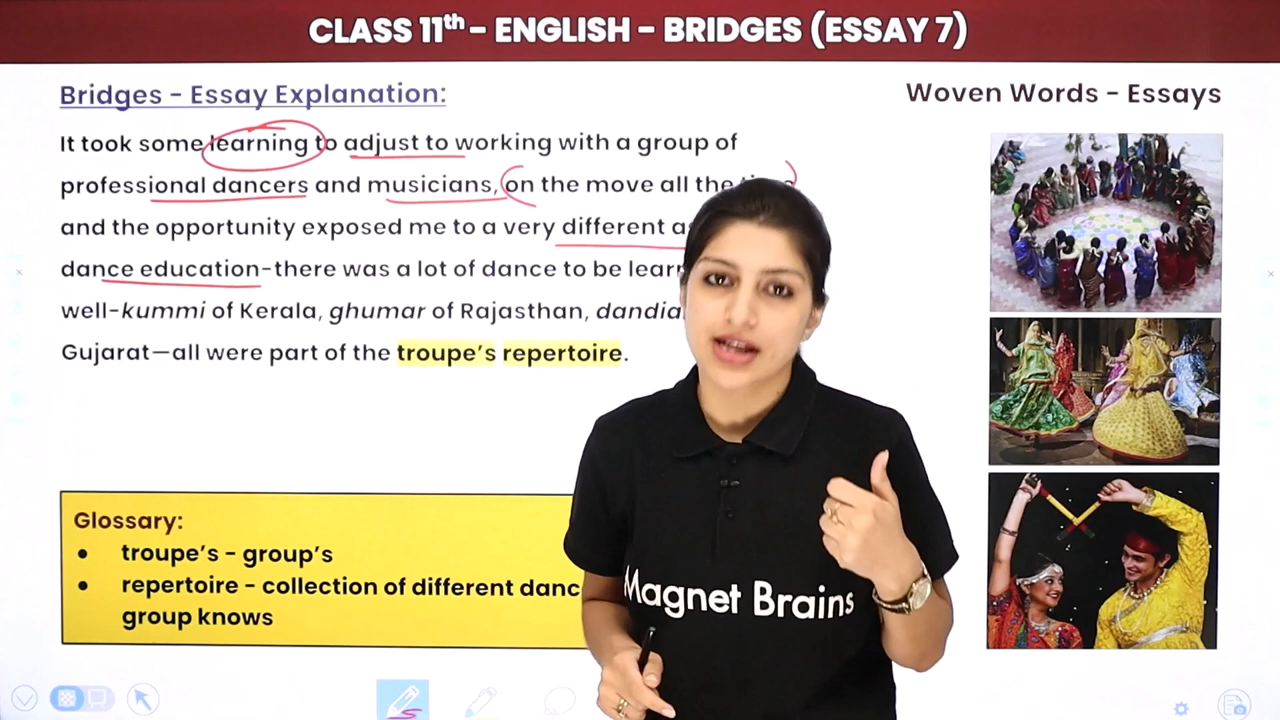 CLASS 11th - ENGLISH - BRIDGES (ESSAY 7)
Bridges - Essay Explanation:
Woven Words - Essays
It took some learning to adjust to working with a group of
professional dancers and musicians, on the move all the
and the opportunity exposed me to a very different
dance education-there was a lot of dance to be
well-kummi of Kerala, ghumar of Rajasthan,
Gujarat—all were part of the troupe's repertoire.
Glossary:
• troupe's - group's
• repertoire - collection of different
group knows
Magnet Brains